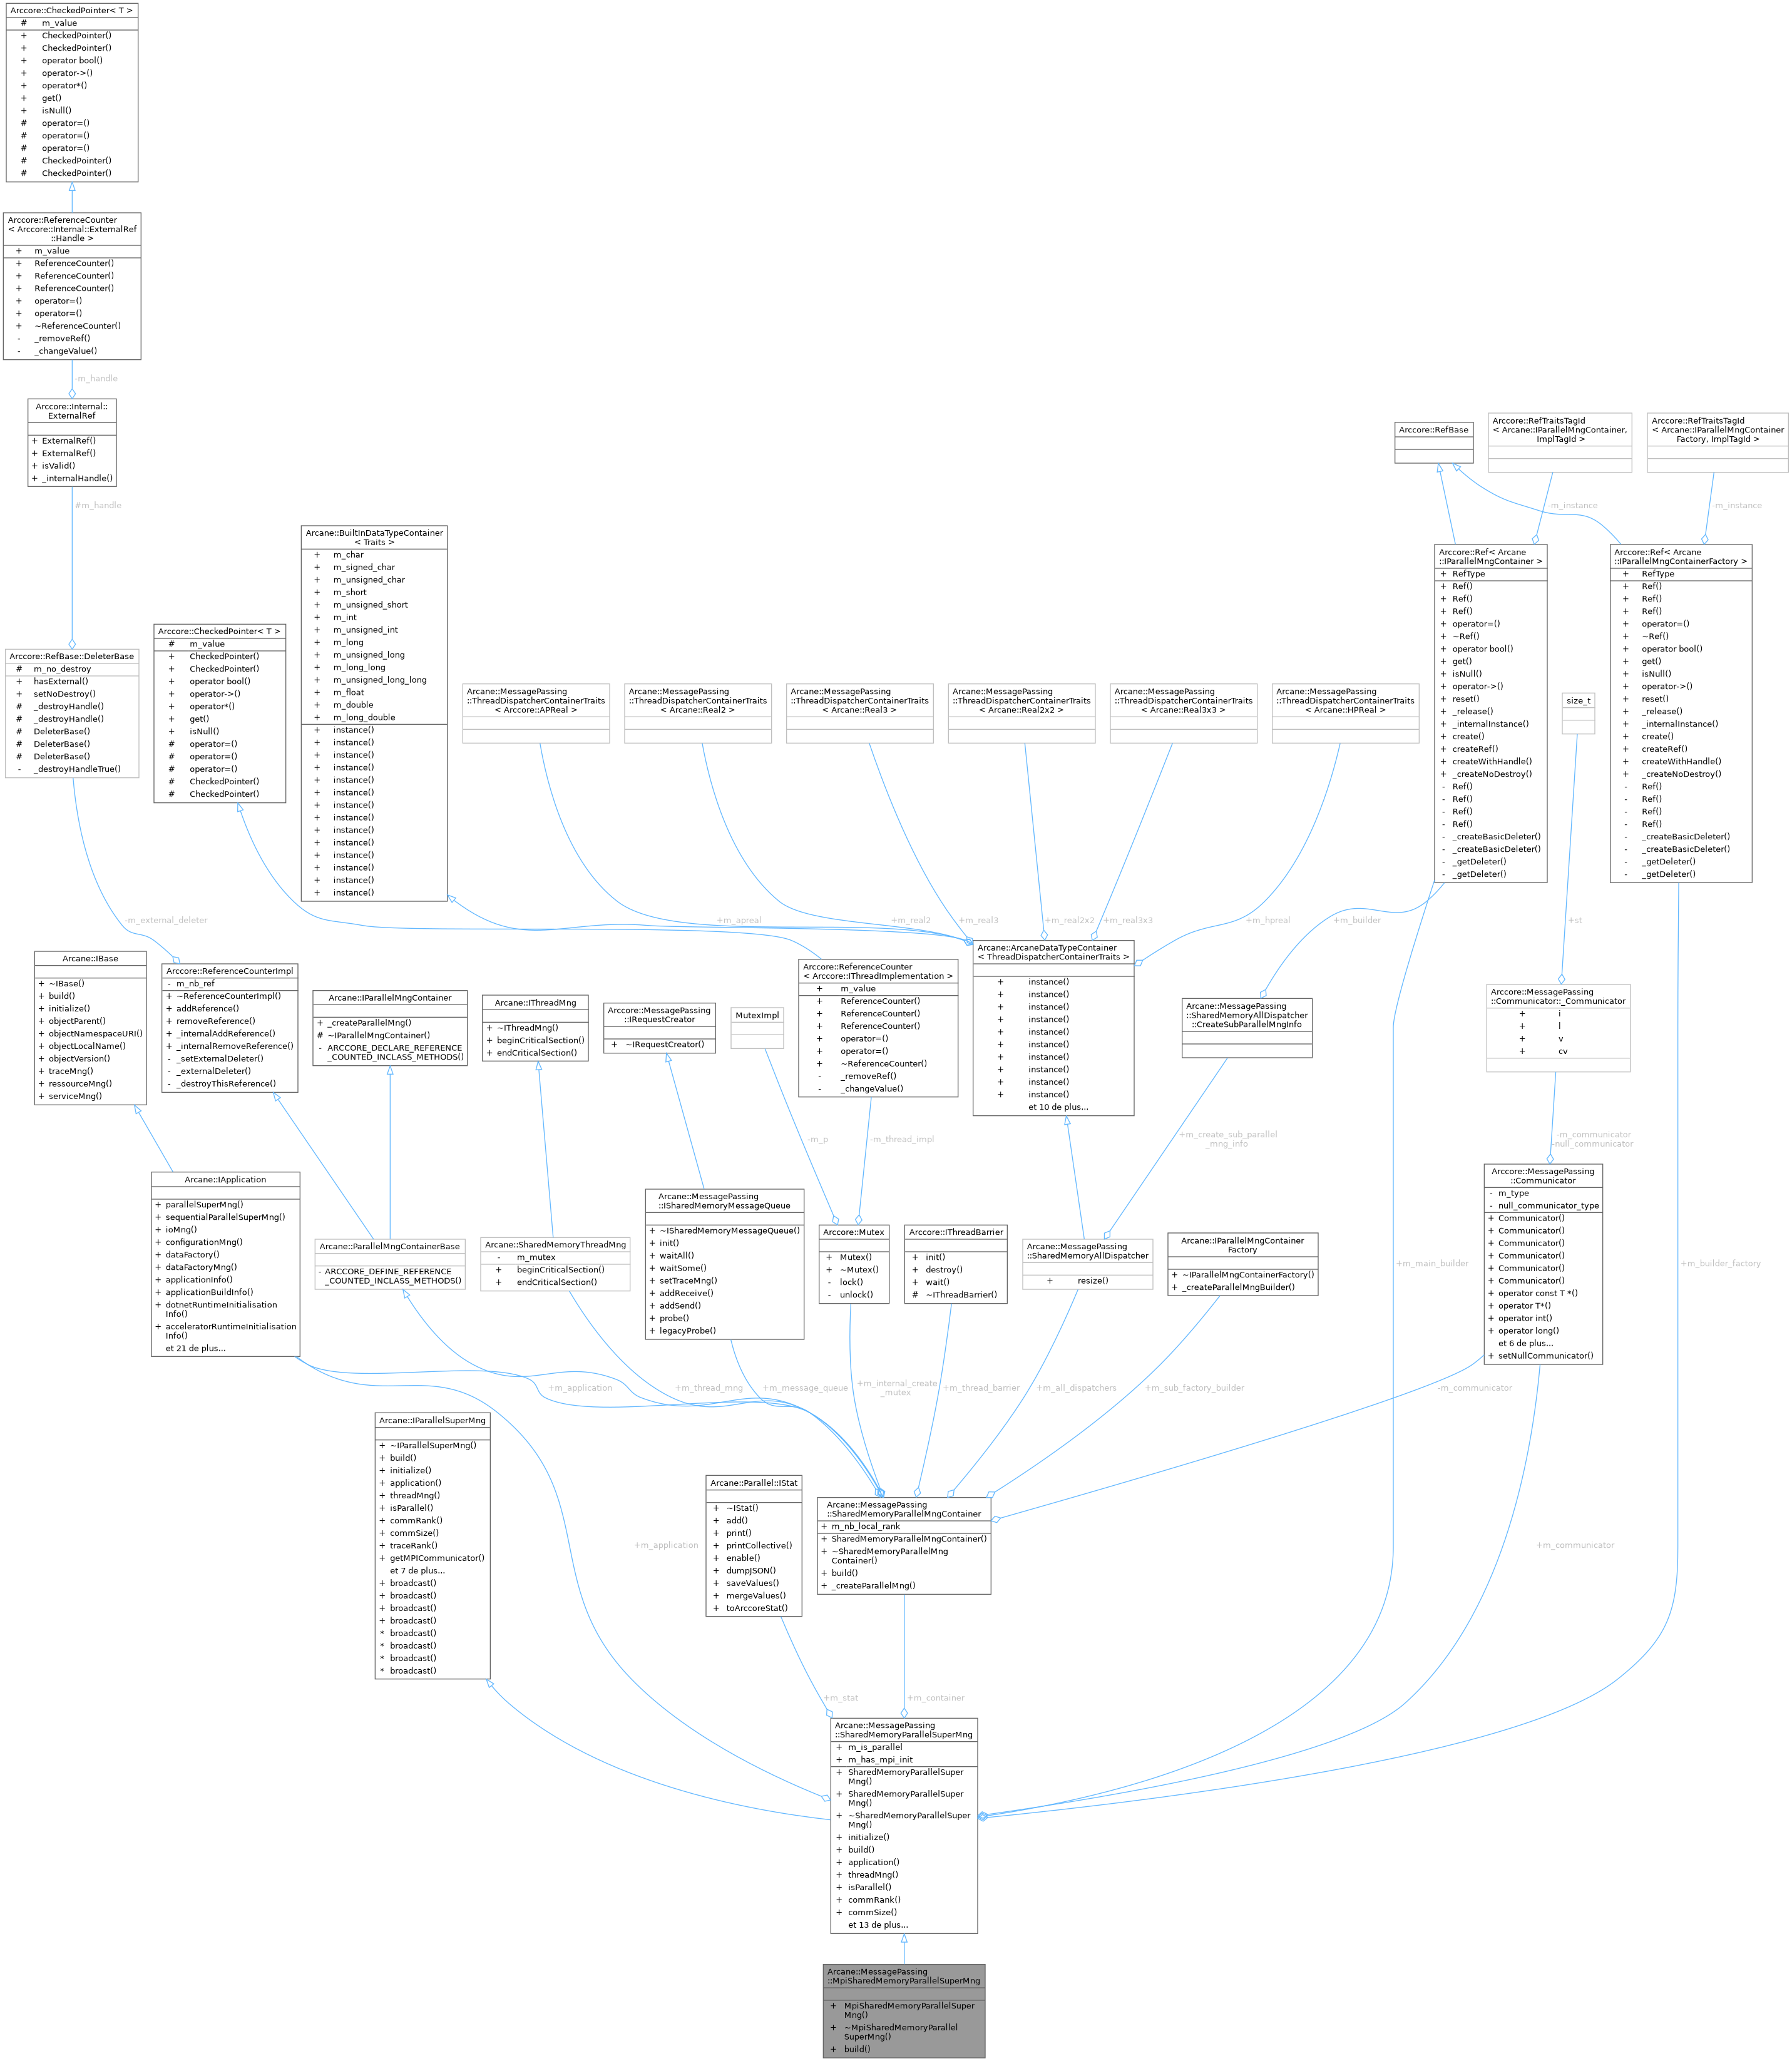 Arccore::CheckedPointer< T >
# m_value
+ CheckedPointer()
+ CheckedPointer()
+ operator bool()
+ operator->()
+ operator*()
+ get()
+ isNull()
# operator=()
# operator=()
# operator=()
# CheckedPointer()
# CheckedPointer()
Arccore::ReferenceCounter
< Arccore::Internal::ExternalRef
::Handle >
+ m_value
+ ReferenceCounter()
+ ReferenceCounter()
+ ReferenceCounter()
+ operator=()
+ operator=()
+ ~ReferenceCounter()
- _removeRef()
- _changeValue()
-m_handle
Arccore::Internal::
ExternalRef
+ ExternalRef()
+ ExternalRef()
+ isValid()
+ _internalHandle()
#m_handle
Arccore::RefBase::DeleterBase
# m_no_destroy
+ hasExternal()
+ setNoDestroy()
# _destroyHandle()
# _destroyHandle()
# DeleterBase()
# DeleterBase()
# DeleterBase()
- _destroyHandleTrue()
-m_external_deleter
Arccore::CheckedPointer< T >
# m_value
+ CheckedPointer()
+ CheckedPointer()
+ operator bool()
+ operator->()
+ operator*()
+ get()
+ isNull()
# operator=()
# operator=()
# operator=()
# CheckedPointer()
# CheckedPointer()
Arcane::BuiltInDataTypeContainer
< Traits >
+ m_char
+ m_signed_char
+ m_unsigned_char
+ m_short
+ m_unsigned_short
+ m_int
+ m_unsigned_int
+ m_long
+ m_unsigned_long
+ m_long_long
+ m_unsigned_long_long
+ m_float
+ m_double
+ m_long_double
+ instance()
+ instance()
+ instance()
+ instance()
+ instance()
+ instance()
+ instance()
+ instance()
+ instance()
+ instance()
+ instance()
+ instance()
+ instance()
+ instance()
Arcane::MessagePassing
::ThreadDispatcherContainerTraits
< Arccore::APReal >
Arcane::MessagePassing
::ThreadDispatcherContainerTraits
< Arcane::Real2 >
Arcane::MessagePassing
::ThreadDispatcherContainerTraits
< Arcane::Real3 >
Arcane::MessagePassing
::ThreadDispatcherContainerTraits
< Arcane::Real2x2 >
Arcane::MessagePassing
::ThreadDispatcherContainerTraits
< Arcane::Real3x3 >
Arcane::MessagePassing
::ThreadDispatcherContainerTraits
< Arcane::HPReal >
+m_apreal
+m_real2
+m_real3
+m_real2x2
+m_real3x3
+m_hpreal
Arccore::RefBase
Arccore::RefTraitsTagId
< Arcane::IParallelMngContainer,
ImplTagId >
Arccore::RefTraitsTagId
< Arcane::IParallelMngContainer
Factory, ImplTagId >
-m_instance
-m_instance
Arccore::Ref< Arcane
::IParallelMngContainer >
+ RefType
+ Ref()
+ Ref()
+ Ref()
+ operator=()
+ ~Ref()
+ operator bool()
+ get()
+ isNull()
+ operator->()
+ reset()
+ _release()
+ _internalInstance()
+ create()
+ createRef()
+ createWithHandle()
+ _createNoDestroy()
- Ref()
- Ref()
- Ref()
- Ref()
- _createBasicDeleter()
- _createBasicDeleter()
- _getDeleter()
- _getDeleter()
Arccore::Ref< Arcane
::IParallelMngContainerFactory >
+ RefType
+ Ref()
+ Ref()
+ Ref()
+ operator=()
+ ~Ref()
+ operator bool()
+ get()
+ isNull()
+ operator->()
+ reset()
+ _release()
+ _internalInstance()
+ create()
+ createRef()
+ createWithHandle()
+ _createNoDestroy()
- Ref()
- Ref()
- Ref()
- Ref()
- _createBasicDeleter()
- _createBasicDeleter()
- _getDeleter()
- _getDeleter()
size_t
+st
+m_builder
Arcane::IBase
+ ~IBase()
+ build()
+ initialize()
+ objectParent()
+ objectNamespaceURI()
+ objectLocalName()
+ objectVersion()
+ traceMng()
+ ressourceMng()
+ serviceMng()
Arccore::ReferenceCounterImpl
- m_nb_ref
+ ~ReferenceCounterImpl()
+ addReference()
+ removeReference()
+ _internalAddReference()
+ _internalRemoveReference()
- _setExternalDeleter()
- _externalDeleter()
- _destroyThisReference()
Arcane::IParallelMngContainer
+ _createParallelMng()
# ~IParallelMngContainer()
- ARCCORE_DECLARE_REFERENCE
_COUNTED_INCLASS_METHODS()
Arcane::IThreadMng
+ ~IThreadMng()
+ beginCriticalSection()
+ endCriticalSection()
Arccore::MessagePassing
::IRequestCreator
+ ~IRequestCreator()
MutexImpl
Arccore::ReferenceCounter
< Arccore::IThreadImplementation >
+ m_value
+ ReferenceCounter()
+ ReferenceCounter()
+ ReferenceCounter()
+ operator=()
+ operator=()
+ ~ReferenceCounter()
- _removeRef()
- _changeValue()
Arcane::ArcaneDataTypeContainer
< ThreadDispatcherContainerTraits >
+ instance()
+ instance()
+ instance()
+ instance()
+ instance()
+ instance()
+ instance()
+ instance()
+ instance()
+ instance()
et 10 de plus...
Arcane::MessagePassing
::SharedMemoryAllDispatcher
::CreateSubParallelMngInfo
Arccore::MessagePassing
::Communicator::_Communicator
+ i
+ l
+ v
+ cv
-m_p
-m_thread_impl
+m_create_sub_parallel
_mng_info
-m_communicator
-null_communicator
Arcane::IApplication
+ parallelSuperMng()
+ sequentialParallelSuperMng()
+ ioMng()
+ configurationMng()
+ dataFactory()
+ dataFactoryMng()
+ applicationInfo()
+ applicationBuildInfo()
+ dotnetRuntimeInitialisation
Info()
+ acceleratorRuntimeInitialisation
Info()
et 21 de plus...
Arcane::ParallelMngContainerBase
- ARCCORE_DEFINE_REFERENCE
_COUNTED_INCLASS_METHODS()
Arcane::SharedMemoryThreadMng
- m_mutex
+ beginCriticalSection()
+ endCriticalSection()
Arcane::MessagePassing
::ISharedMemoryMessageQueue
+ ~ISharedMemoryMessageQueue()
+ init()
+ waitAll()
+ waitSome()
+ setTraceMng()
+ addReceive()
+ addSend()
+ probe()
+ legacyProbe()
Arccore::Mutex
+ Mutex()
+ ~Mutex()
- lock()
- unlock()
Arccore::IThreadBarrier
+ init()
+ destroy()
+ wait()
# ~IThreadBarrier()
Arcane::MessagePassing
::SharedMemoryAllDispatcher
+ resize()
Arcane::IParallelMngContainer
Factory
+ ~IParallelMngContainerFactory()
+ _createParallelMngBuilder()
Arccore::MessagePassing
::Communicator
- m_type
- null_communicator_type
+ Communicator()
+ Communicator()
+ Communicator()
+ Communicator()
+ Communicator()
+ Communicator()
+ operator const T *()
+ operator T*()
+ operator int()
+ operator long()
et 6 de plus...
+ setNullCommunicator()
+m_main_builder
+m_builder_factory
+m_application
+m_thread_mng
+m_message_queue
+m_internal_create
_mutex
+m_thread_barrier
+m_all_dispatchers
+m_sub_factory_builder
-m_communicator
Arcane::IParallelSuperMng
+ ~IParallelSuperMng()
+ build()
+ initialize()
+ application()
+ threadMng()
+ isParallel()
+ commRank()
+ commSize()
+ traceRank()
+ getMPICommunicator()
et 7 de plus...
+ broadcast()
+ broadcast()
+ broadcast()
+ broadcast()
* broadcast()
* broadcast()
* broadcast()
* broadcast()
+m_application
Arcane::Parallel::IStat
+ ~IStat()
+ add()
+ print()
+ printCollective()
+ enable()
+ dumpJSON()
+ saveValues()
+ mergeValues()
+ toArccoreStat()
Arcane::MessagePassing
::SharedMemoryParallelMngContainer
+ m_nb_local_rank
+ SharedMemoryParallelMngContainer()
+ ~SharedMemoryParallelMng
Container()
+ build()
+ _createParallelMng()
+m_communicator
+m_stat
+m_container
Arcane::MessagePassing
::SharedMemoryParallelSuperMng
+ m_is_parallel
+ m_has_mpi_init
+ SharedMemoryParallelSuper
Mng()
+ SharedMemoryParallelSuper
Mng()
+ ~SharedMemoryParallelSuper
Mng()
+ initialize()
+ build()
+ application()
+ threadMng()
+ isParallel()
+ commRank()
+ commSize()
et 13 de plus...
Arcane::MessagePassing
::MpiSharedMemoryParallelSuperMng
+ MpiSharedMemoryParallelSuper
Mng()
+ ~MpiSharedMemoryParallel
SuperMng()
+ build()